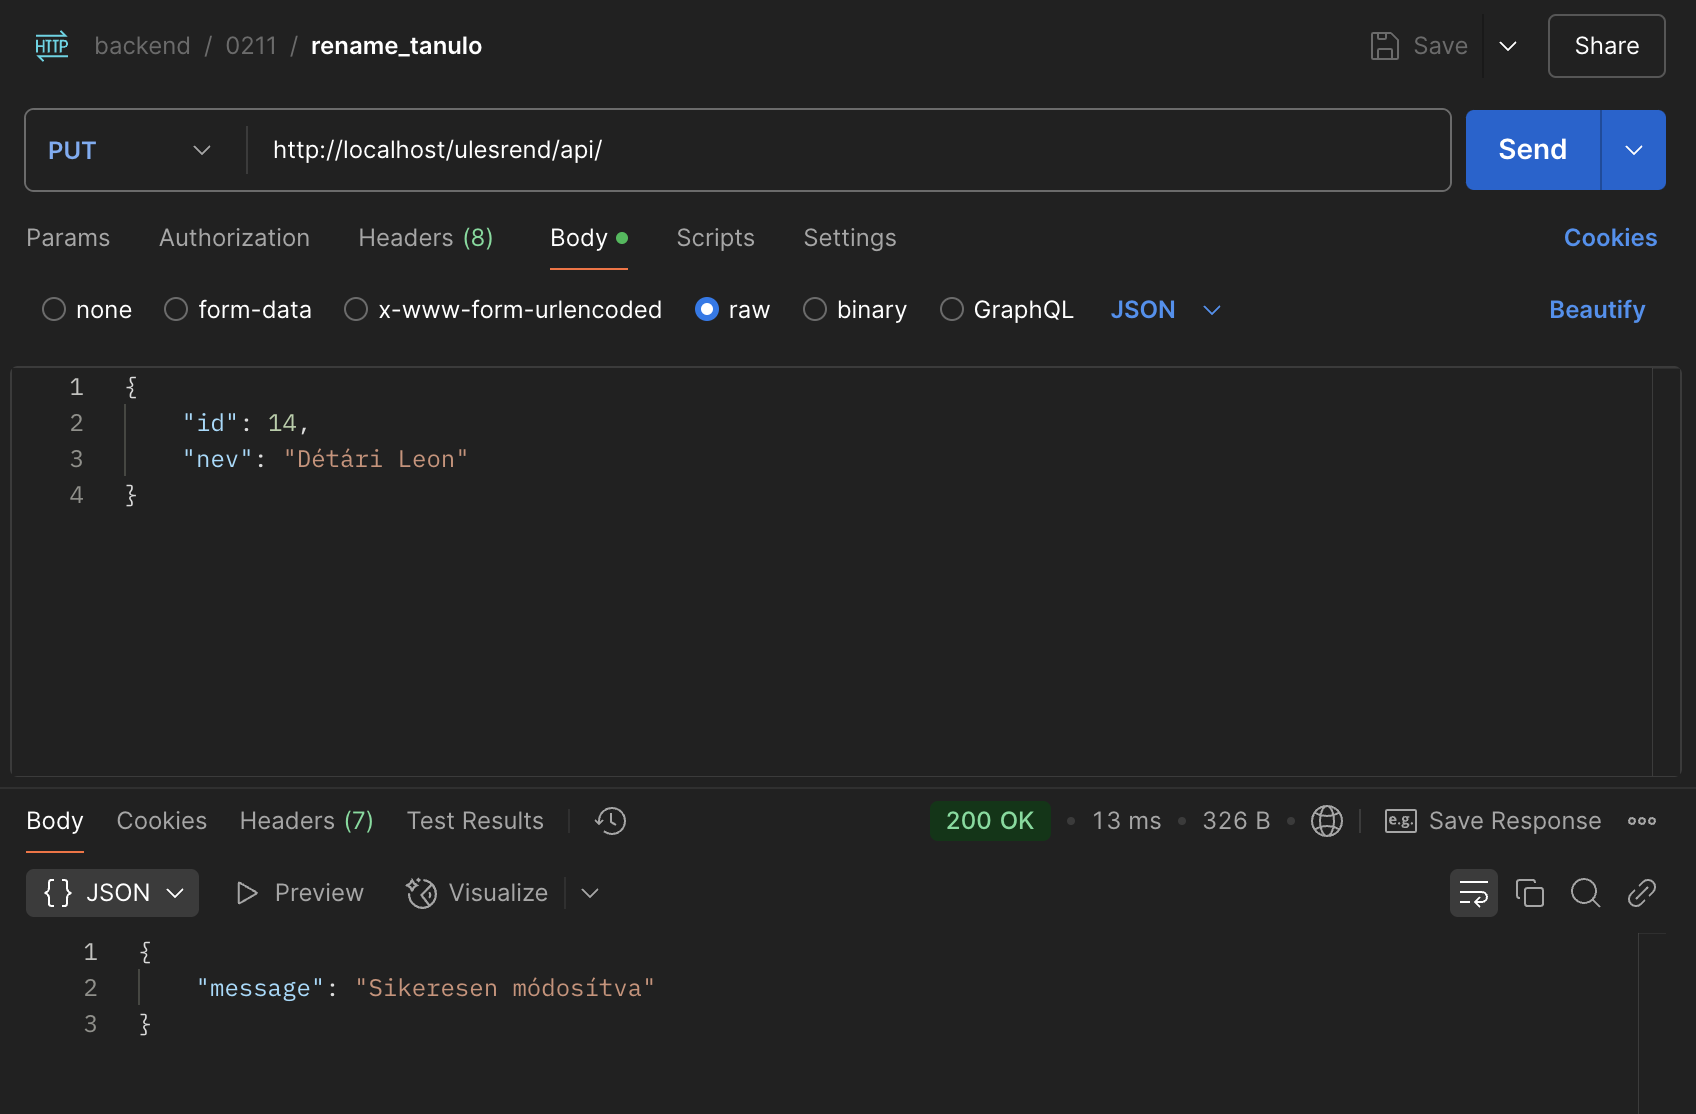 HTTP backend / 0211 / rename_tanulo Save Share
PUT http://localhost/ulesrend/api/ Send
Params Authorization Headers (8) Body Scripts Settings Cookies
none form-data x-www-form-urlencoded raw binary GraphQL JSON Beautify
1 {
2 "id": 14,
3 "nev": "Détári Leon"
4 }
Body Cookies Headers (7) Test Results 200 OK • 13 ms • 326 B • e.g. Save Response
{} JSON Preview Visualize
1 {
2 "message": "Sikeresen módosítva"
3 }